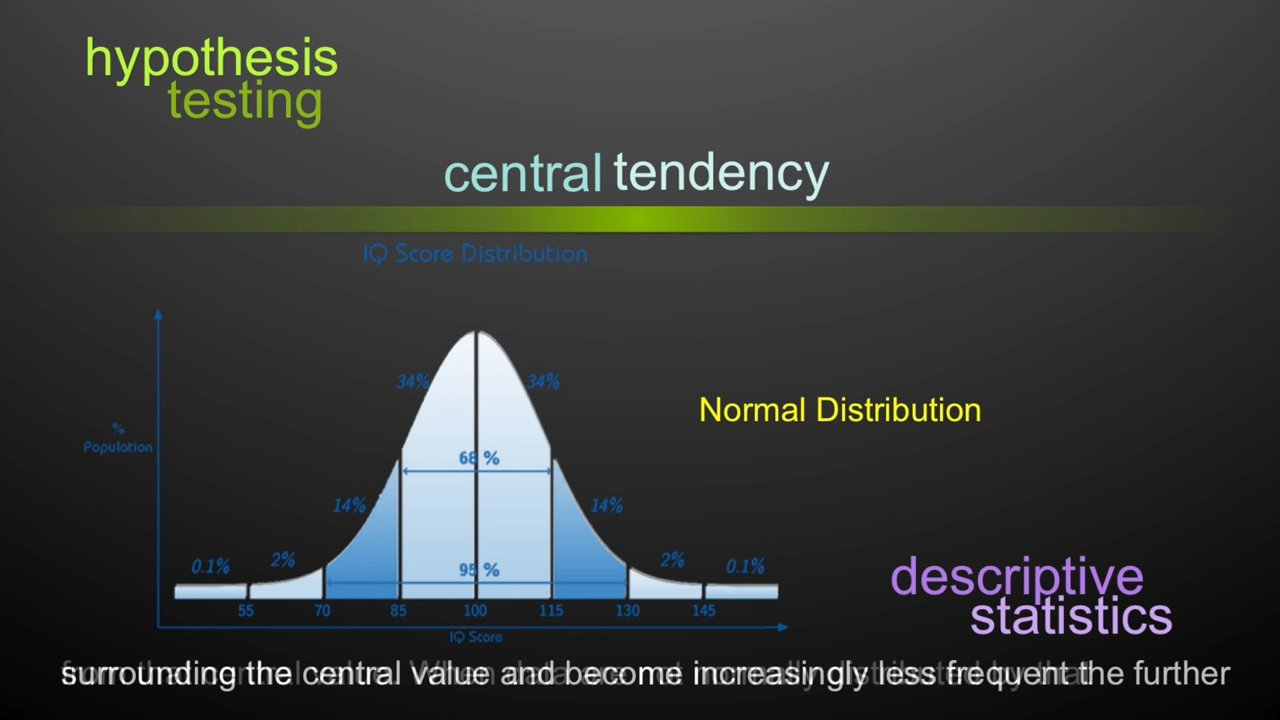 hypothesis
testing
central tendency
IQ Score Distribution
34% 34%
Normal Distribution
%
Population
68 %
14% 14%
0.1% 2% 95 % 2% 0.1%
descriptive
statistics
55 70 85 100 115 130 145
IQ Score
surrounding the central value and become increasingly less frequent the further